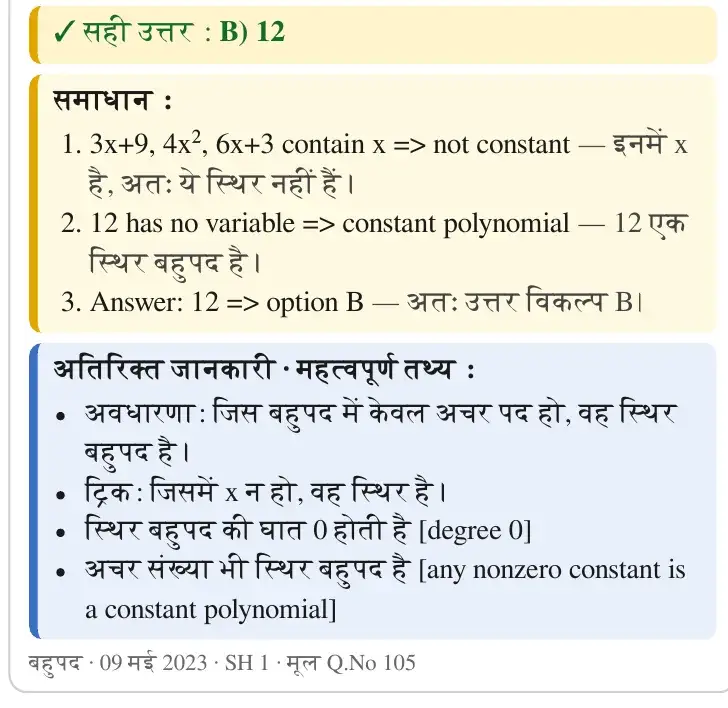 ✓ सही उत्तर : B) 12
समाधान :
1. 3x+9, 4x², 6x+3 contain x => not constant — इनमें x
है, अतः ये स्थिर नहीं हैं।
2. 12 has no variable => constant polynomial — 12 एक
स्थिर बहुपद है।
3. Answer: 12 => option B — अतः उत्तर विकल्प B।
अतिरिक्त जानकारी · महत्वपूर्ण तथ्य :
• अवधारणा : जिस बहुपद में केवल अचर पद हो, वह स्थिर
बहुपद है।
• ट्रिक : जिसमें x न हो, वह स्थिर है।
• स्थिर बहुपद की घात 0 होती है [degree 0]
• अचर संख्या भी स्थिर बहुपद है [any nonzero constant is
a constant polynomial]
बहुपद · 09 मई 2023 · SH 1 · मूल Q.No 105